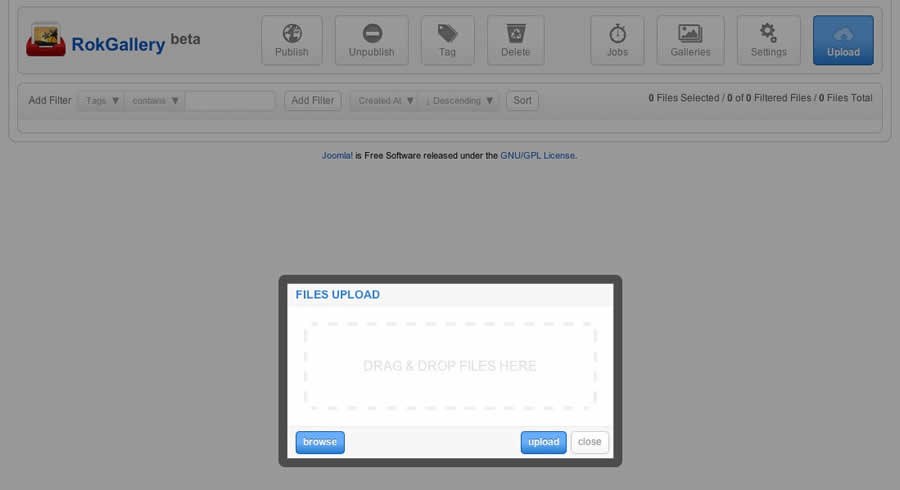 RokGallery beta
Publish Unpublish Tag Delete Jobs Galleries Settings Upload
Add Filter Tags ▼ contains ▼ Add Filter Created At ▼ ↓ Descending ▼ Sort 0 Files Selected / 0 of 0 Filtered Files / 0 Files Total
Joomla! is Free Software released under the GNU/GPL License.
FILES UPLOAD
DRAG & DROP FILES HERE
browse upload close